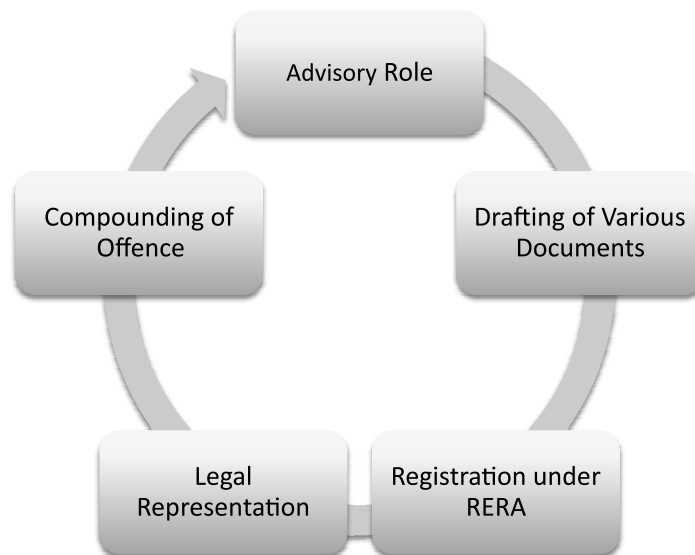 Advisory Role
Drafting of Various
Documents
Registration under
RERA
Legal
Representation
Compounding of
Offence